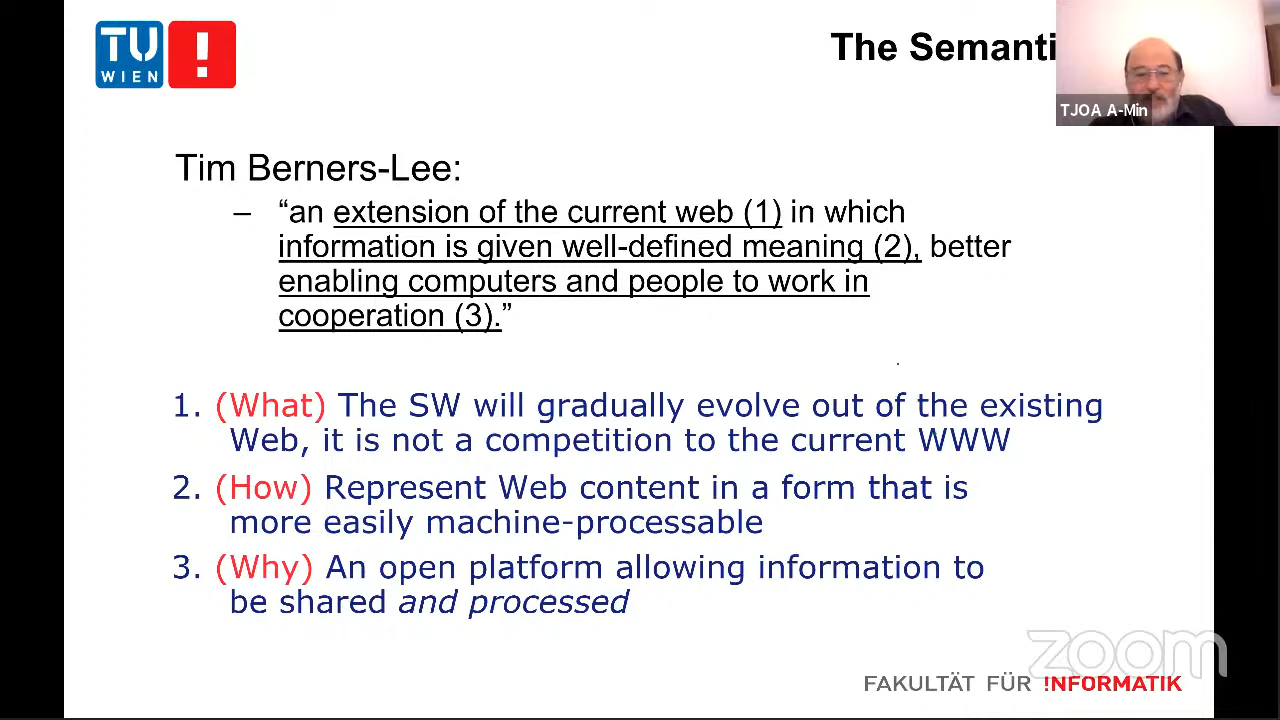 TU
WIEN
!
The Semanti
TJOA A-Min
Tim Berners-Lee:
– “an extension of the current web (1) in which
information is given well-defined meaning (2), better
enabling computers and people to work in
cooperation (3).”
1. (What) The SW will gradually evolve out of the existing
Web, it is not a competition to the current WWW
2. (How) Represent Web content in a form that is
more easily machine-processable
3. (Why) An open platform allowing information to
be shared and processed
zoom
FAKULTÄT FÜR !NFORMATIK